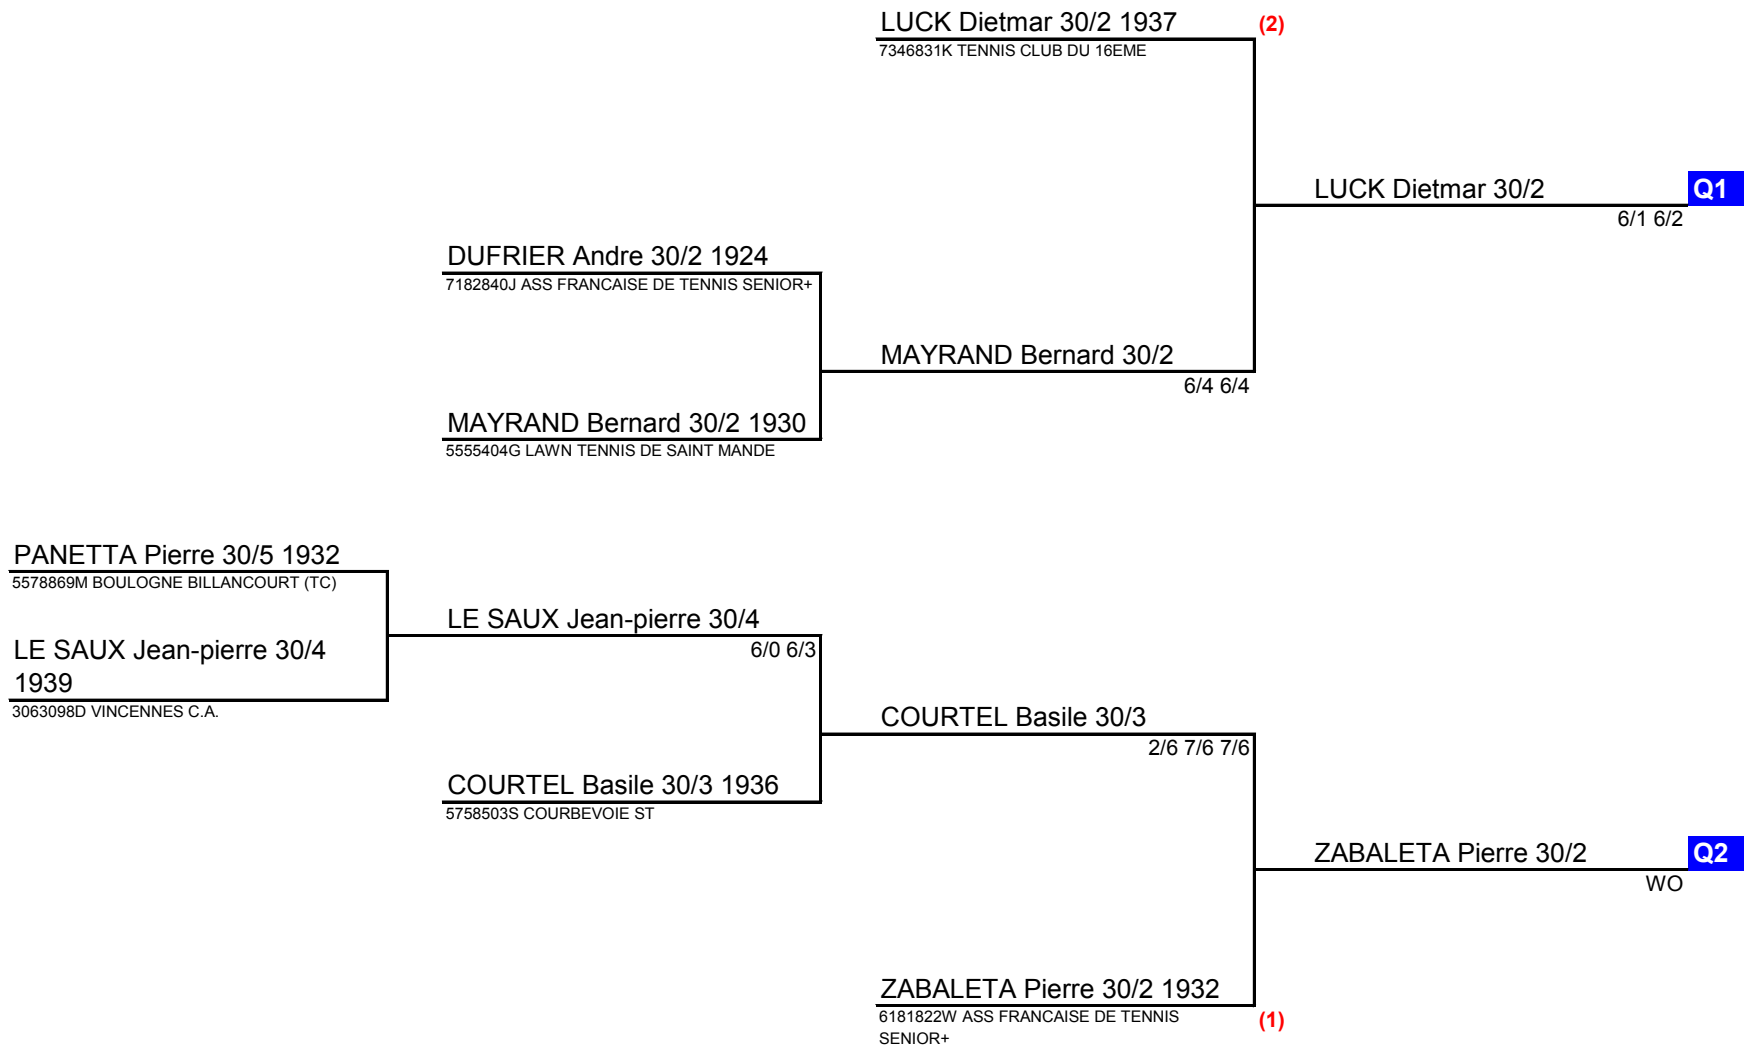 LUCK Dietmar 30/2 1937
(2)
7346831K TENNIS CLUB DU 16EME
LUCK Dietmar 30/2
Q1
6/1 6/2
DUFRIER Andre 30/2 1924
7182840J ASS FRANCAISE DE TENNIS SENIOR+
MAYRAND Bernard 30/2
6/4 6/4
MAYRAND Bernard 30/2 1930
5555404G LAWN TENNIS DE SAINT MANDE
PANETTA Pierre 30/5 1932
5578869M BOULOGNE BILLANCOURT (TC)
LE SAUX Jean-pierre 30/4
6/0 6/3
LE SAUX Jean-pierre 30/4
1939
3063098D VINCENNES C.A.
COURTEL Basile 30/3
2/6 7/6 7/6
COURTEL Basile 30/3 1936
5758503S COURBEVOIE ST
ZABALETA Pierre 30/2
Q2
WO
ZABALETA Pierre 30/2 1932
6181822W ASS FRANCAISE DE TENNIS
SENIOR+
(1)